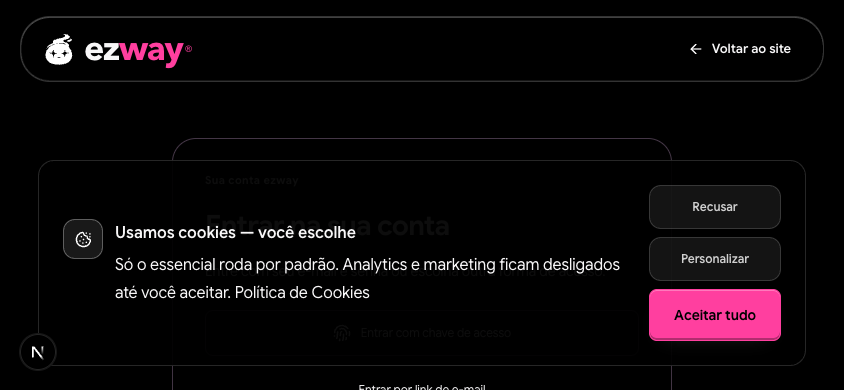 ezway®
Voltar ao site
Sua conta ezway
Entrar na sua conta
Usamos cookies — você escolhe
Só o essencial roda por padrão. Analytics e marketing ficam desligados
até você aceitar. Política de Cookies
Recusar
Personalizar
Aceitar tudo
Entrar com chave de acesso
N
Entrar por link de e-mail